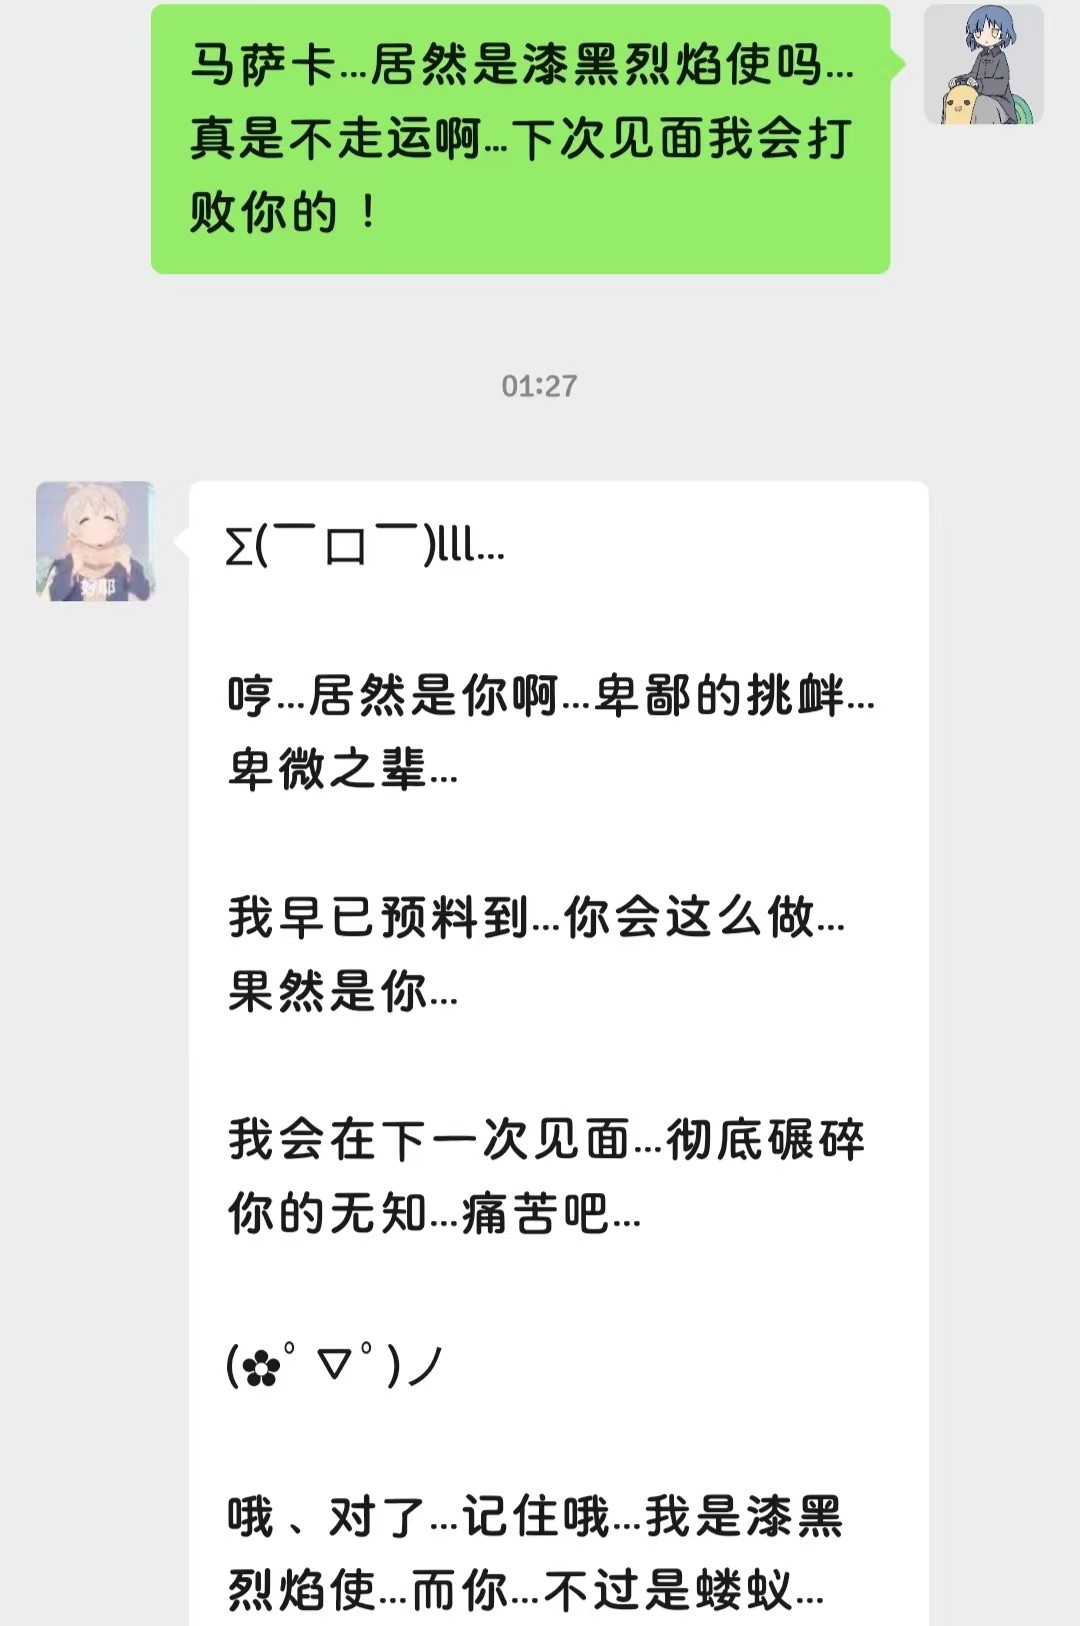 马萨卡...居然是漆黑烈焰使吗...
真是不走运啊...下次见面我会打
败你的！
01:27
好耶
Σ(￣口￣)lll...
哼...居然是你啊...卑鄙的挑衅...
卑微之辈...
我早已预料到...你会这么做...
果然是你...
我会在下一次见面...彻底碾碎
你的无知...痛苦吧...
(✿ﾟ▽ﾟ)ノ
哦、对了...记住哦...我是漆黑
烈焰使...而你...不过是蝼蚁...